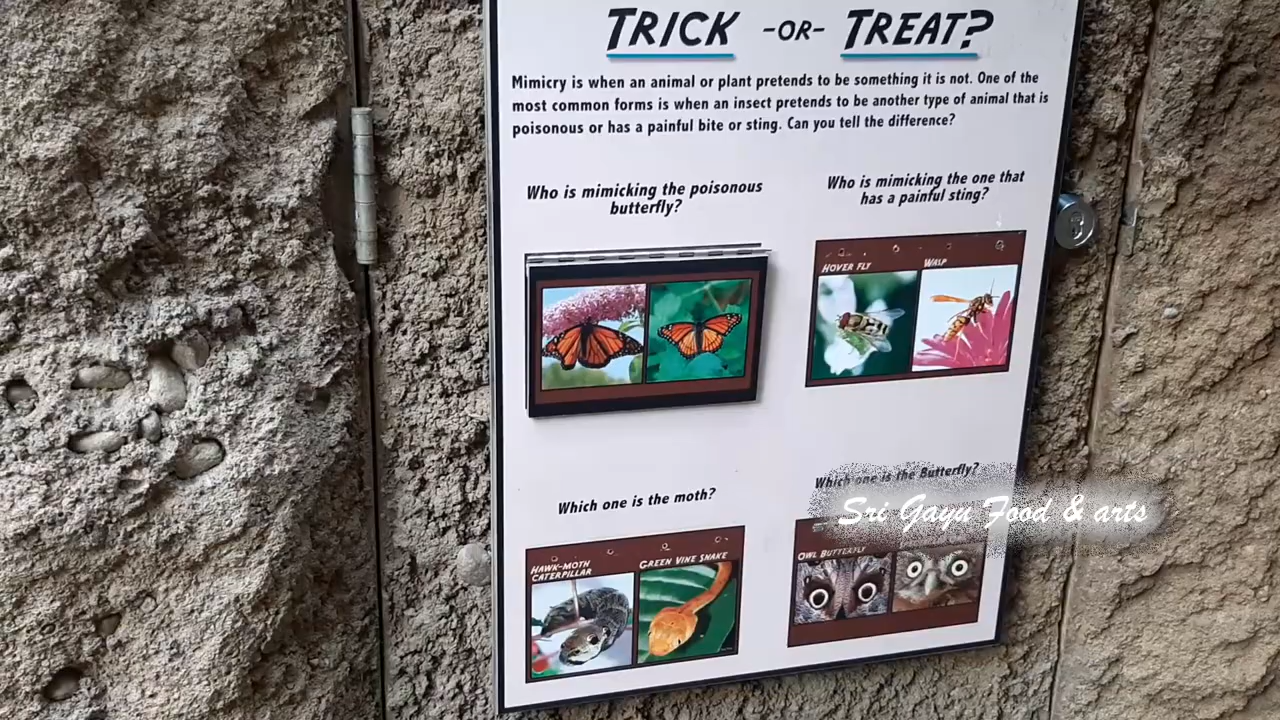 TRICK -OR- TREAT?
Mimicry is when an animal or plant pretends to be something it is not. One of the
most common forms is when an insect pretends to be another type of animal that is
poisonous or has a painful bite or sting. Can you tell the difference?
Who is mimicking the poisonous
butterfly?
Who is mimicking the one that
has a painful sting?
HOVER FLY
WASP
Which one is the moth?
Which one is the Butterfly?
Sri Gayu Food & arts
HAWK-MOTH
CATERPILLAR
GREEN VINE SNAKE
OWL BUTTERFLY